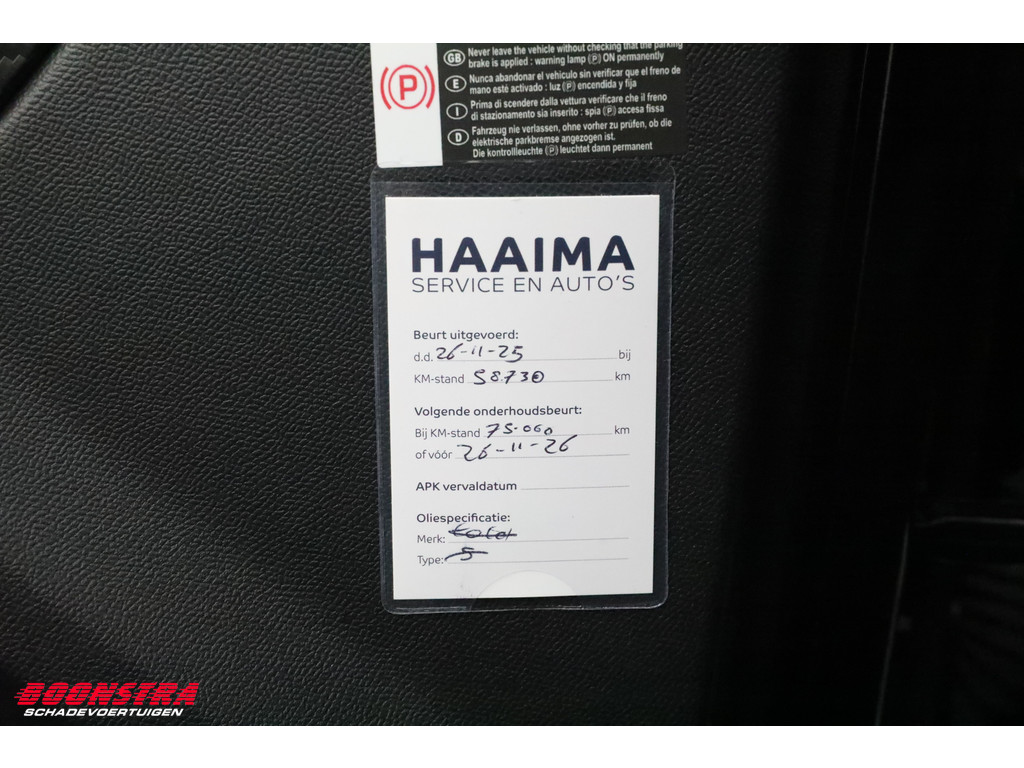 GB Never leave the vehicle without checking that the parking
brake is applied : warning lamp (P) ON permanently
E Nunca abandonar el vehiculo sin verificar que el freno de
mano esté activado : luz (P) encendida y fija
I Prima di scendere dalla vettura verificare che il freno
di stazionamento sia inserito : spia (P) accesa fissa
D Fahrzeug nie verlassen, ohne vorher zu prüfen, ob die
elektrische parkbremse angezogen ist.
Die kontrolleuchte (P) leuchtet dann permanent
(P)
HAAIMA
SERVICE EN AUTO'S
Beurt uitgevoerd:
d.d. 26-11-25 bij
KM-stand 58730 km
Volgende onderhoudsbeurt:
Bij KM-stand 75.060 km
of vóór 26-11-26
APK vervaldatum
Oliespecificatie:
Merk:
Type: 5
BOONSTRA
SCHADEVOERTUIGEN